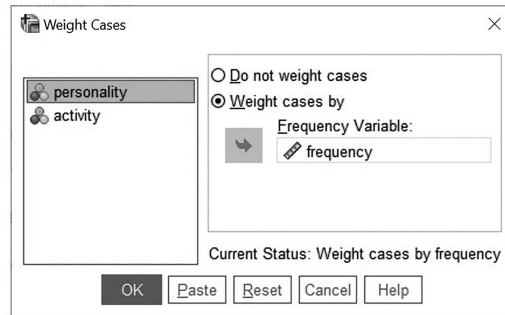 Weight Cases
personality
activity
Do not weight cases
Weight cases by
Frequency Variable:
frequency
Current Status: Weight cases by frequency
OK Paste Reset Cancel Help